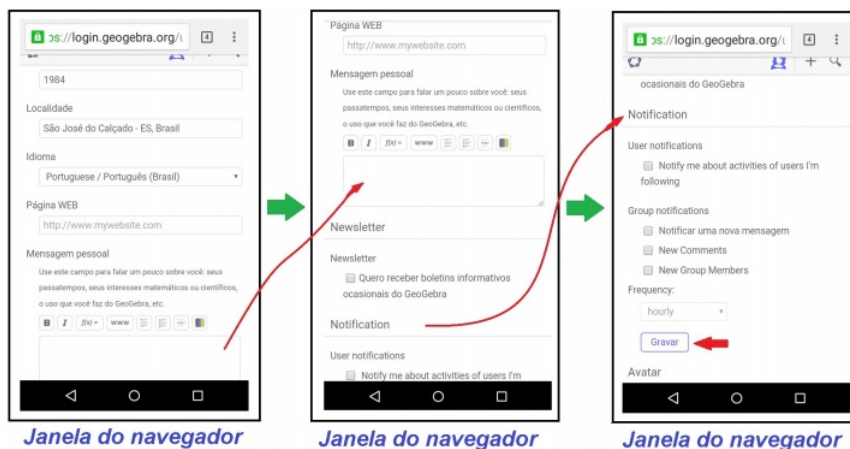 os://login.geogebra.org/
4
1984
Localidade
São José do Calçado - ES, Brasil
Idioma
Portuguese / Português (Brasil)
Página WEB
http://www.mywebsite.com
Mensagem pessoal
Use este campo para falar um pouco sobre você: seus
passatempos, seus interesses matemáticos ou científicos,
o uso que você faz do GeoGebra, etc.
B I f(x) www
Janela do navegador
Página WEB
http://www.mywebsite.com
Mensagem pessoal
Use este campo para falar um pouco sobre você: seus
passatempos, seus interesses matemáticos ou científicos,
o uso que você faz do GeoGebra, etc.
B I f(x) www
Newsletter
Newsletter
Quero receber boletins informativos
ocasionais do GeoGebra
Notification
User notifications
Notify me about activities of users I'm
Janela do navegador
os://login.geogebra.org/
4
ocasionais do GeoGebra
Notification
User notifications
Notify me about activities of users I'm
following
Group notifications
Notificar uma nova mensagem
New Comments
New Group Members
Frequency:
hourly
Gravar
Avatar
Janela do navegador